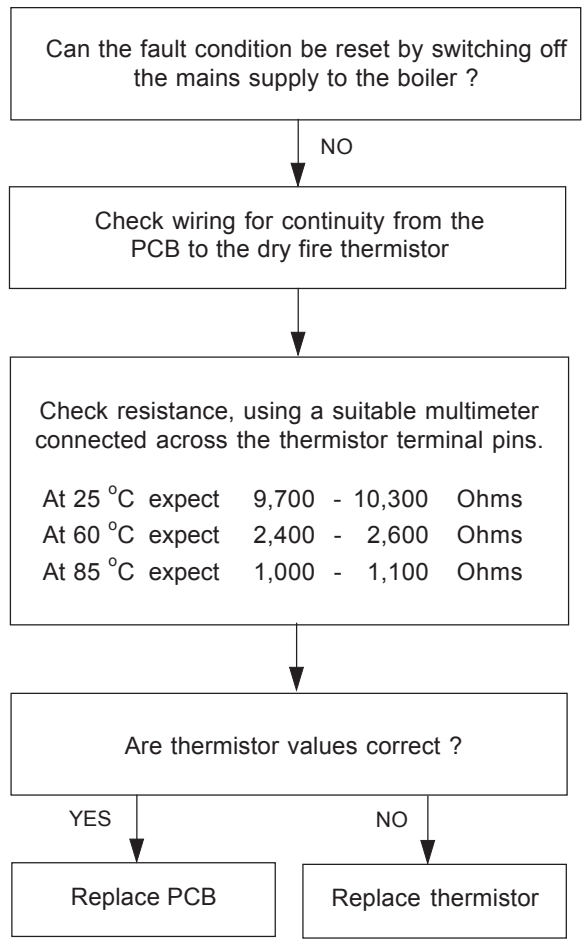 Can the fault condition be reset by switching off
the mains supply to the boiler ?
NO
Check wiring for continuity from the
PCB to the dry fire thermistor
Check resistance, using a suitable multimeter
connected across the thermistor terminal pins.
At 25 °C expect 9,700 - 10,300 Ohms
At 60 °C expect 2,400 - 2,600 Ohms
At 85 °C expect 1,000 - 1,100 Ohms
Are thermistor values correct ?
YES
NO
Replace PCB
Replace thermistor